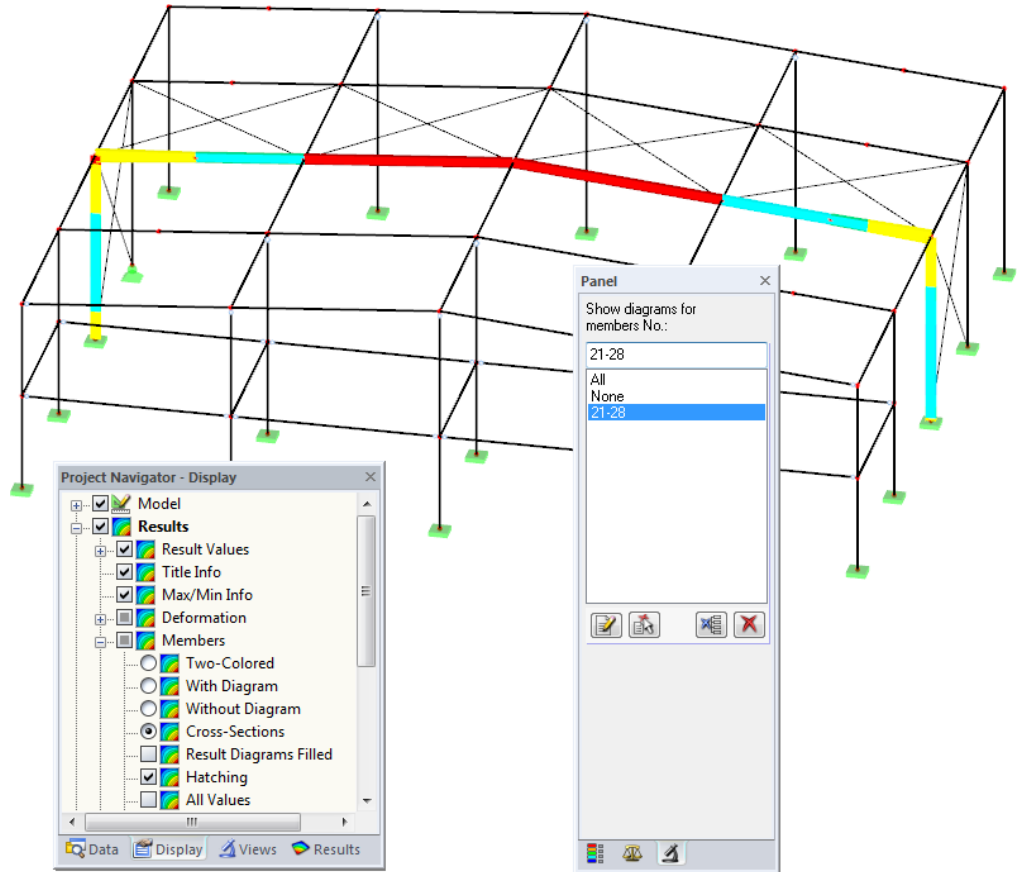 Panel
Show diagrams for
members No.:
21-28
All
None
21-28
Project Navigator - Display
Model
Results
Result Values
Title Info
Max/Min Info
Deformation
Members
Two-Colored
With Diagram
Without Diagram
Cross-Sections
Result Diagrams Filled
Hatching
All Values
Data Display Views Results